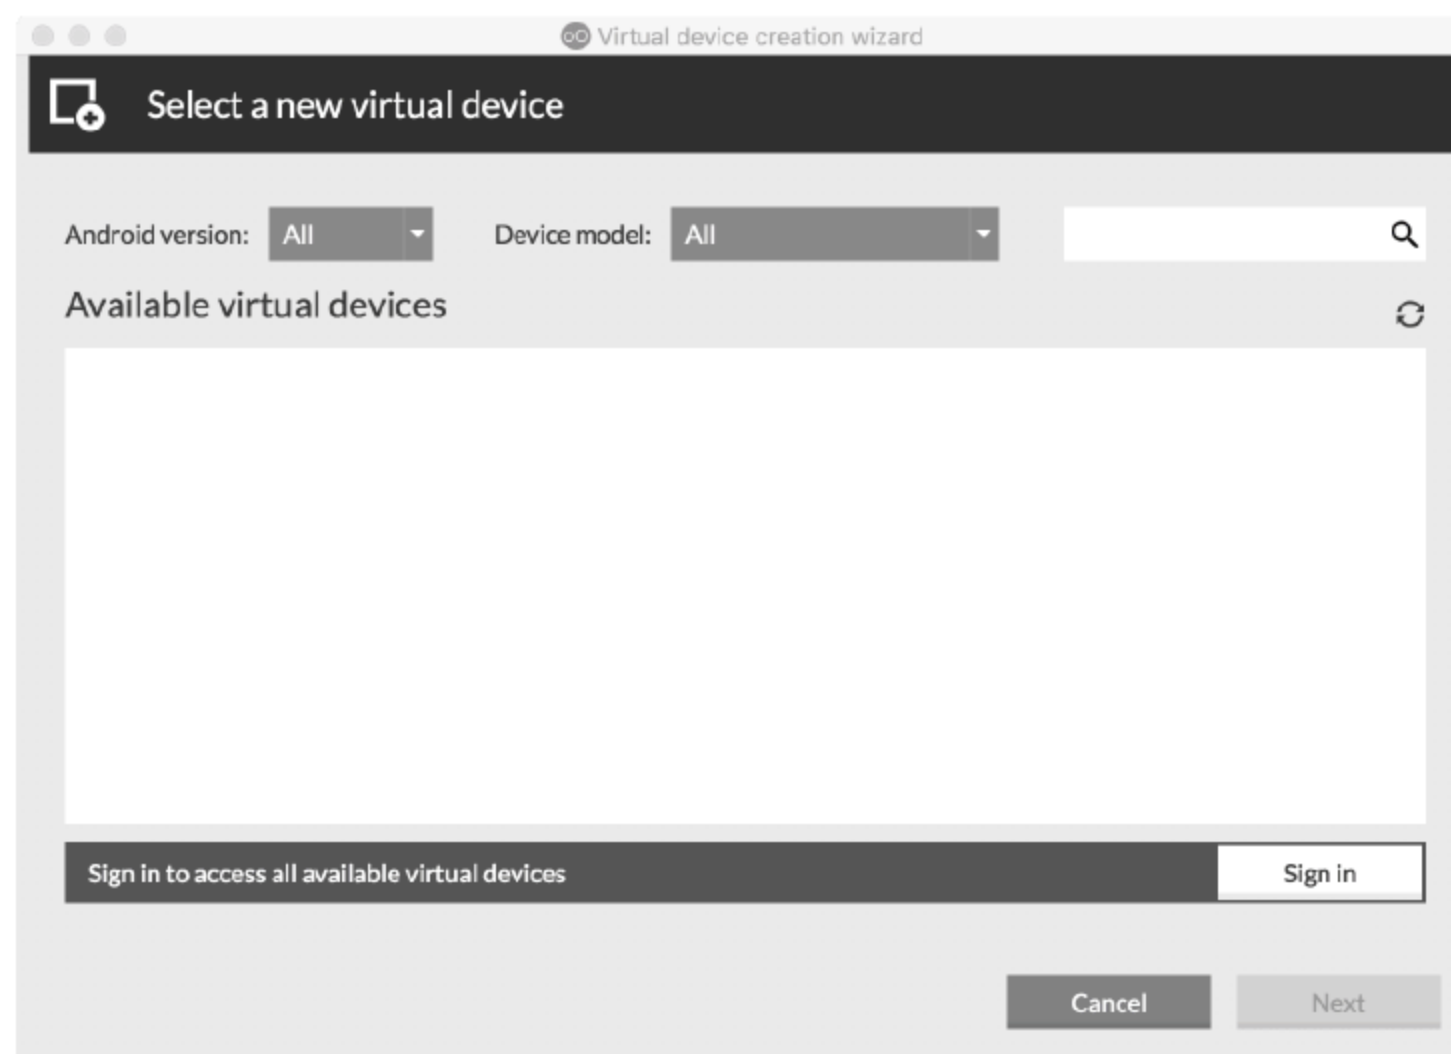 Virtual device creation wizard
Select a new virtual device
Android version: All Device model: All
Available virtual devices
Sign in to access all available virtual devices Sign in
Cancel Next